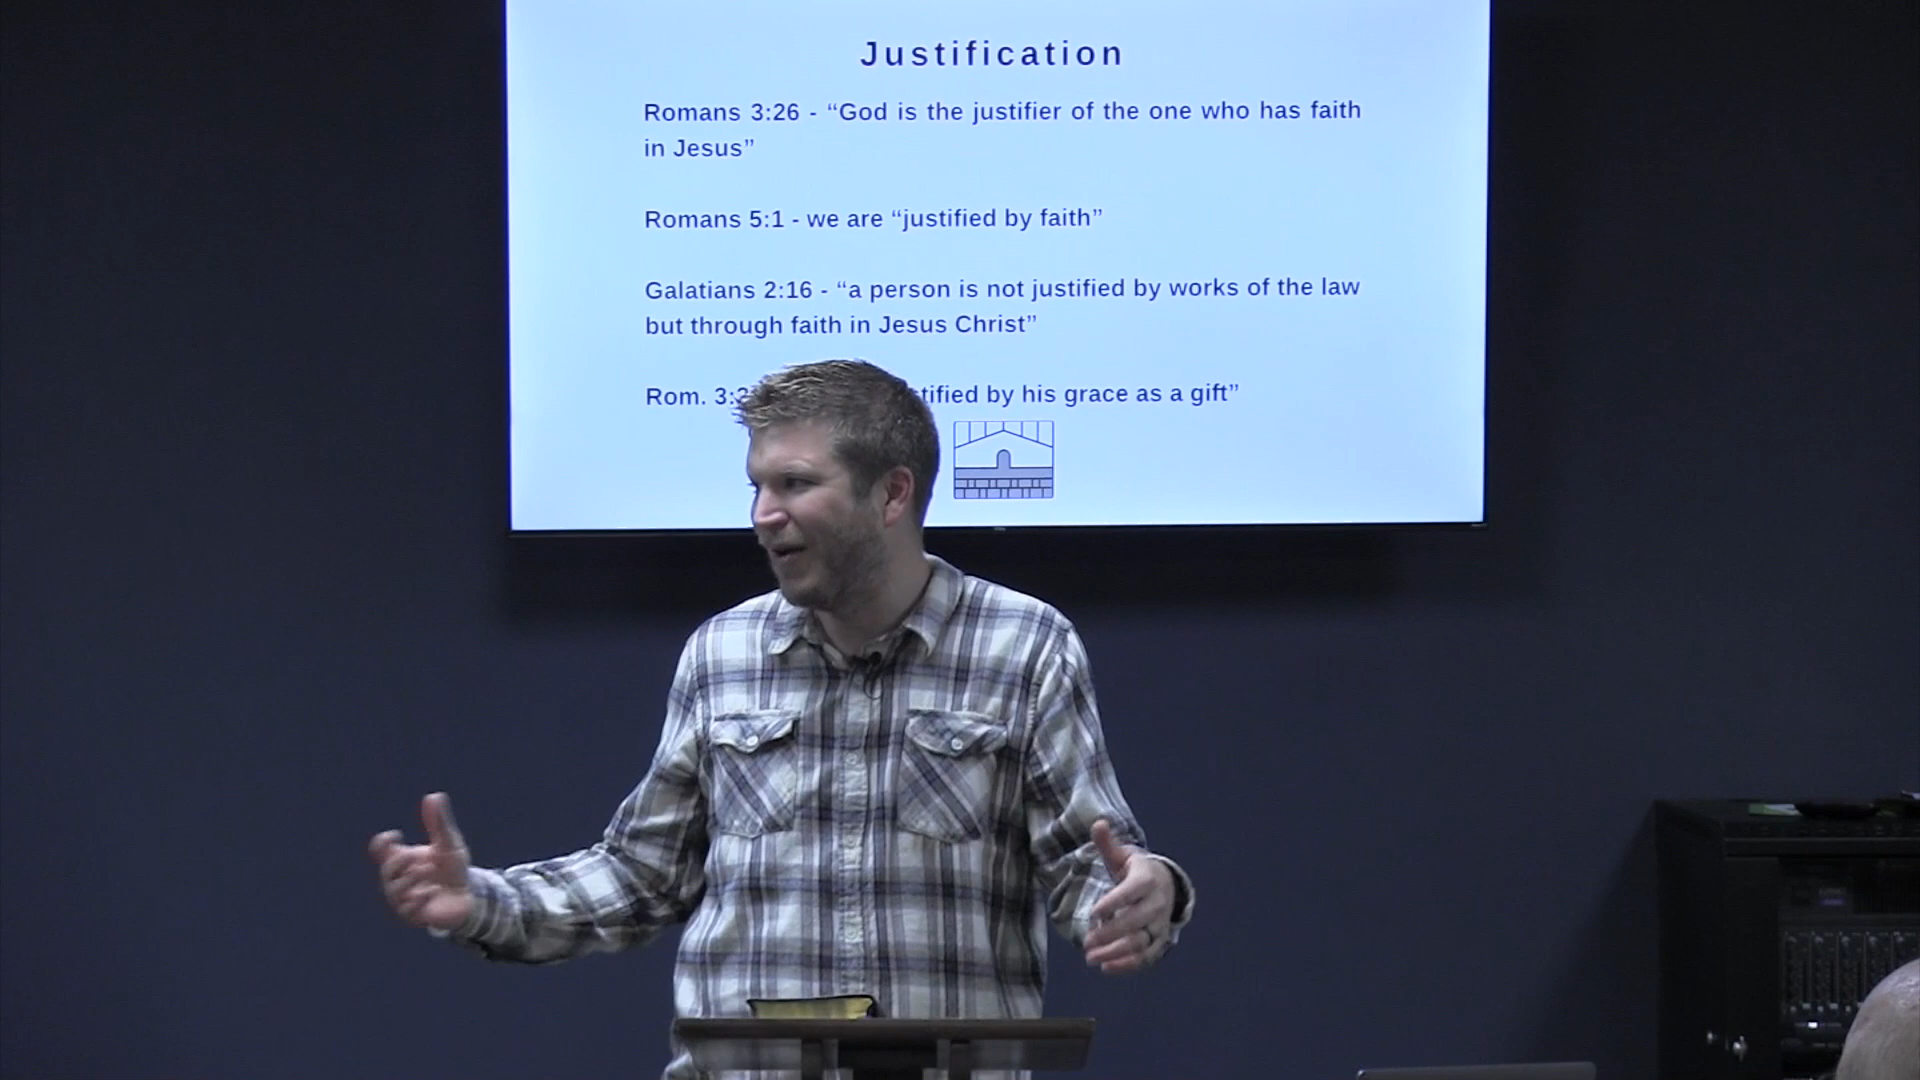 Justification
Romans 3:26 - “God is the justifier of the one who has faith
in Jesus”
Romans 5:1 - we are “justified by faith”
Galatians 2:16 - “a person is not justified by works of the law
but through faith in Jesus Christ”
Rom. by his grace as a gift”